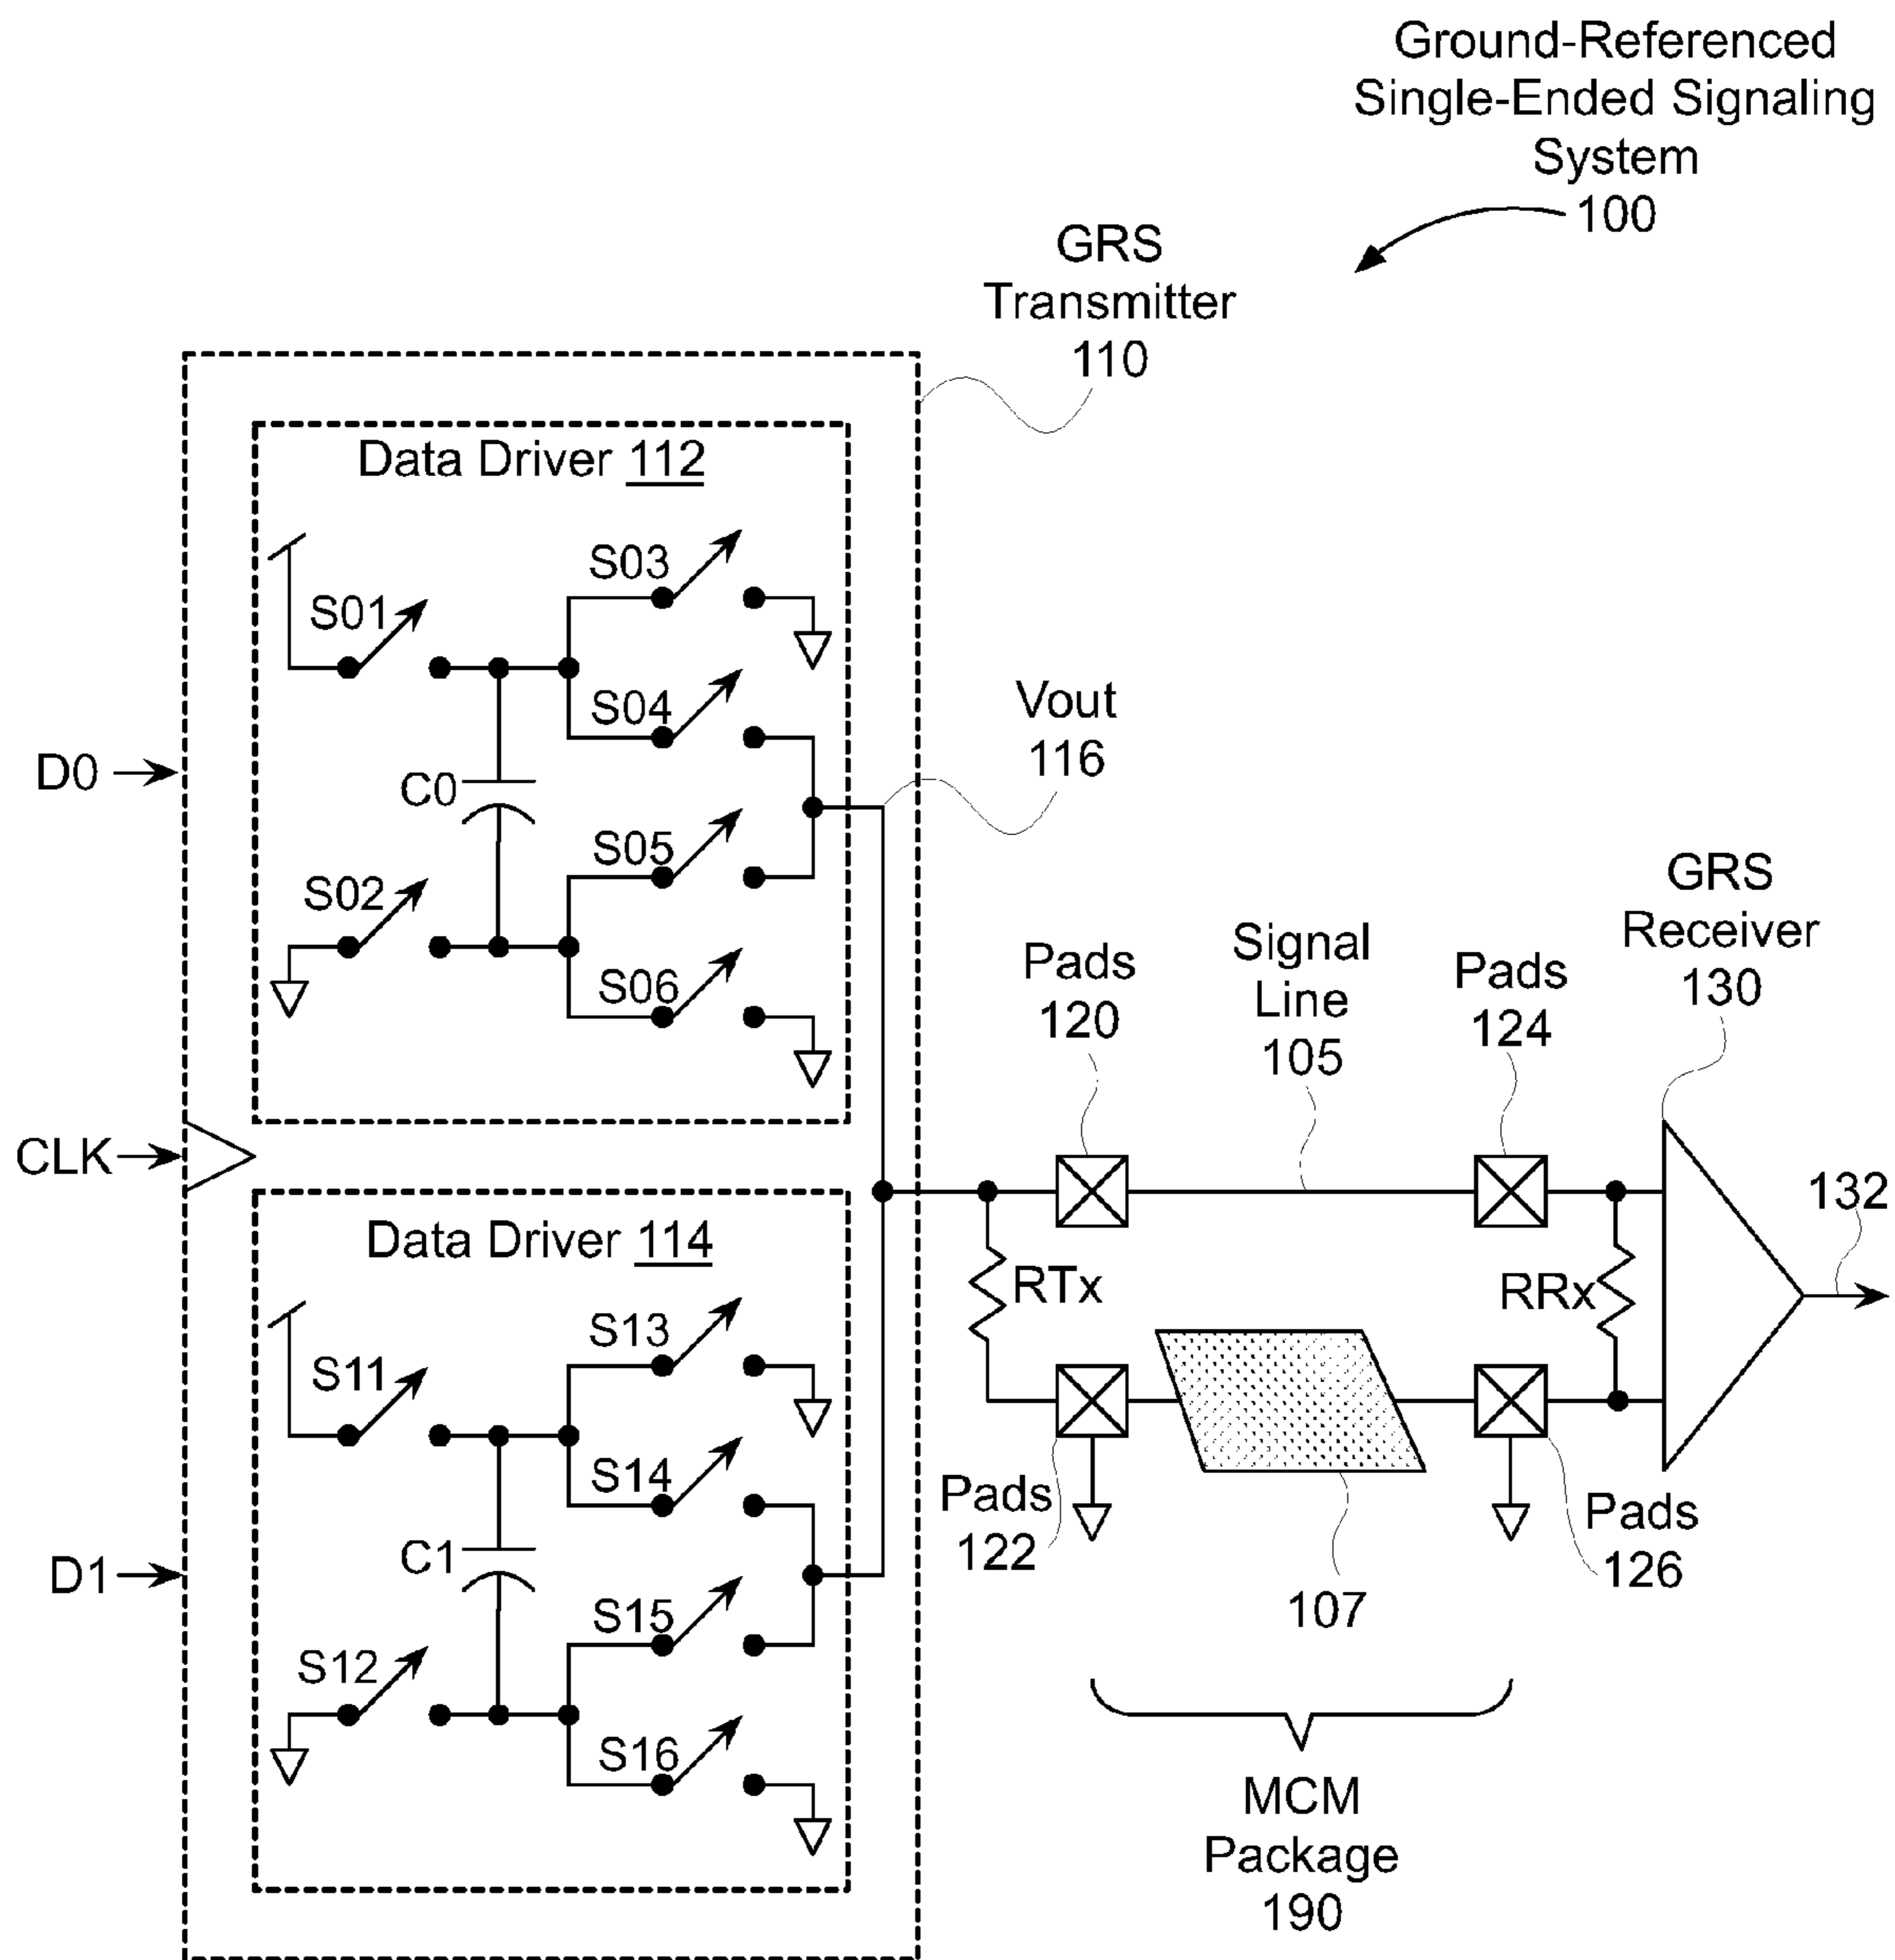 Ground-Referenced
Single-Ended Signaling
System
100
GRS
Transmitter
110
Data Driver 112
S03
S01
S04
Vout
116
D0
C0
S05
S02
S06
GRS
Receiver
130
Pads
120
Signal
Line
105
Pads
124
CLK
132
Data Driver 114
RTx
RRx
S13
S11
S14
Pads
122
Pads
126
C1
D1
107
S15
S12
S16
MCM
Package
190